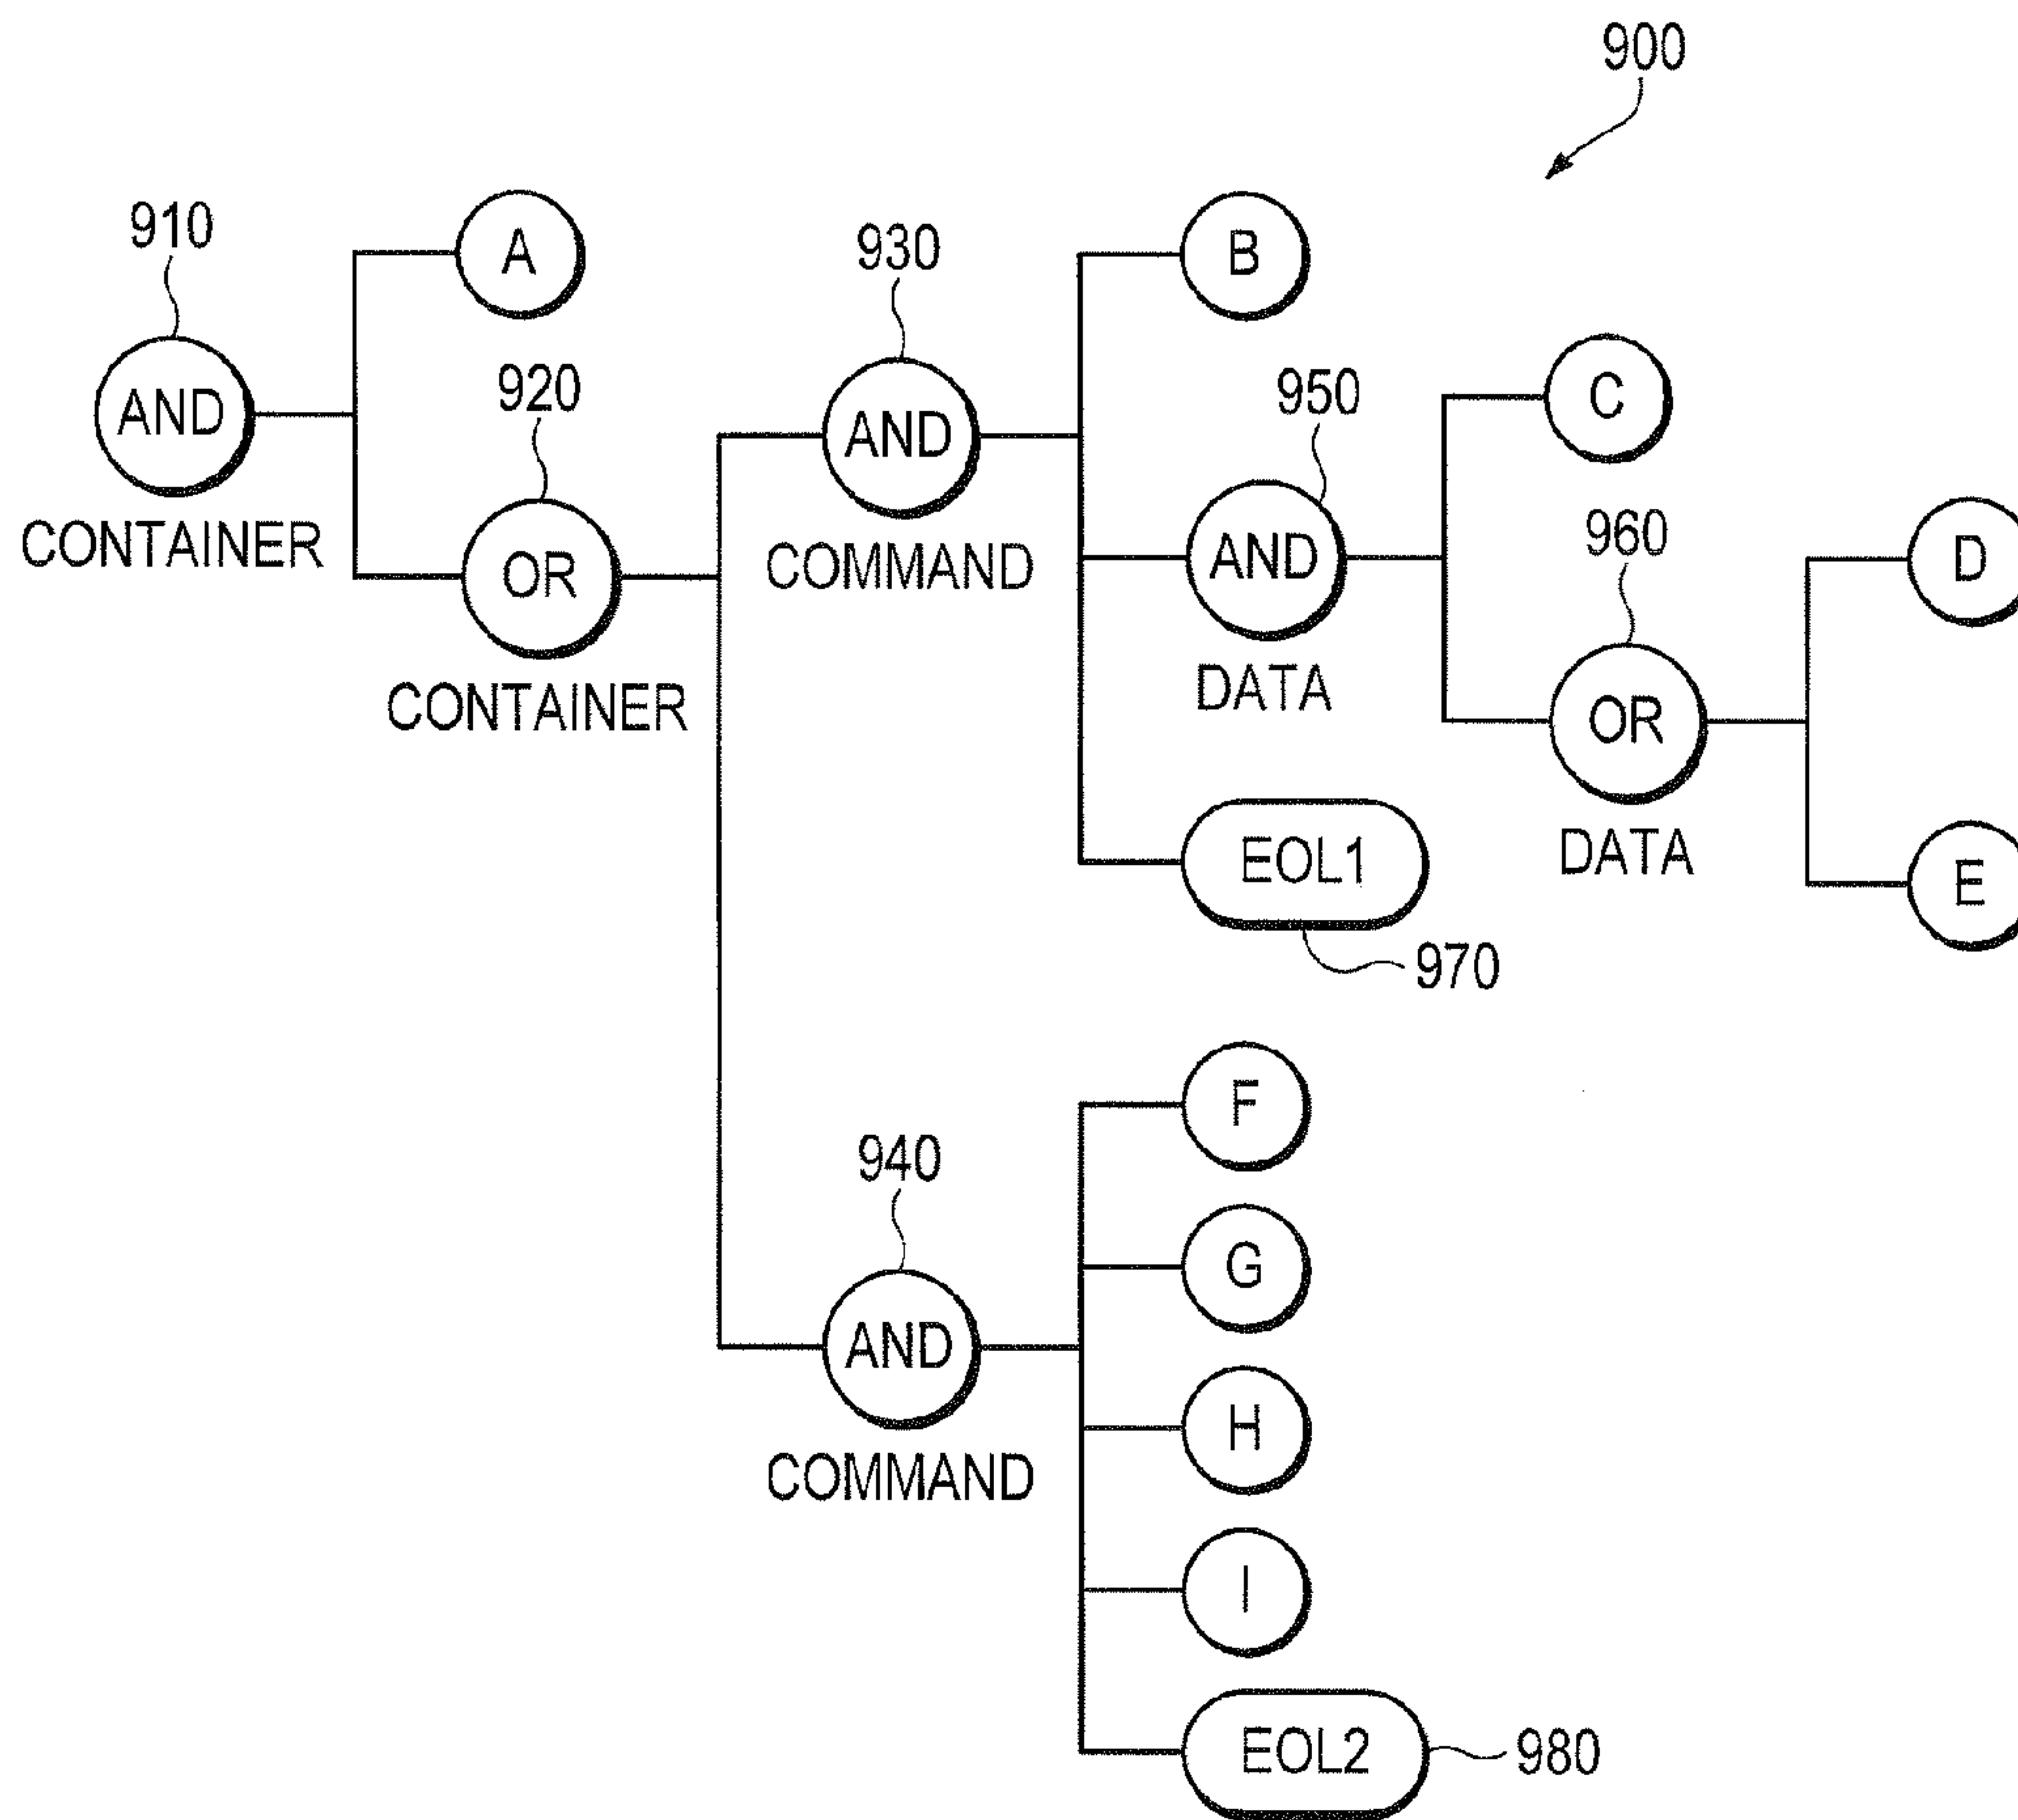 900
910
A
930
B
920
950
C
AND
AND
960
CONTAINER
OR
COMMAND
AND
D
CONTAINER
DATA
OR
EOL1
DATA
E
970
F
940
G
AND
H
COMMAND
I
EOL2
980